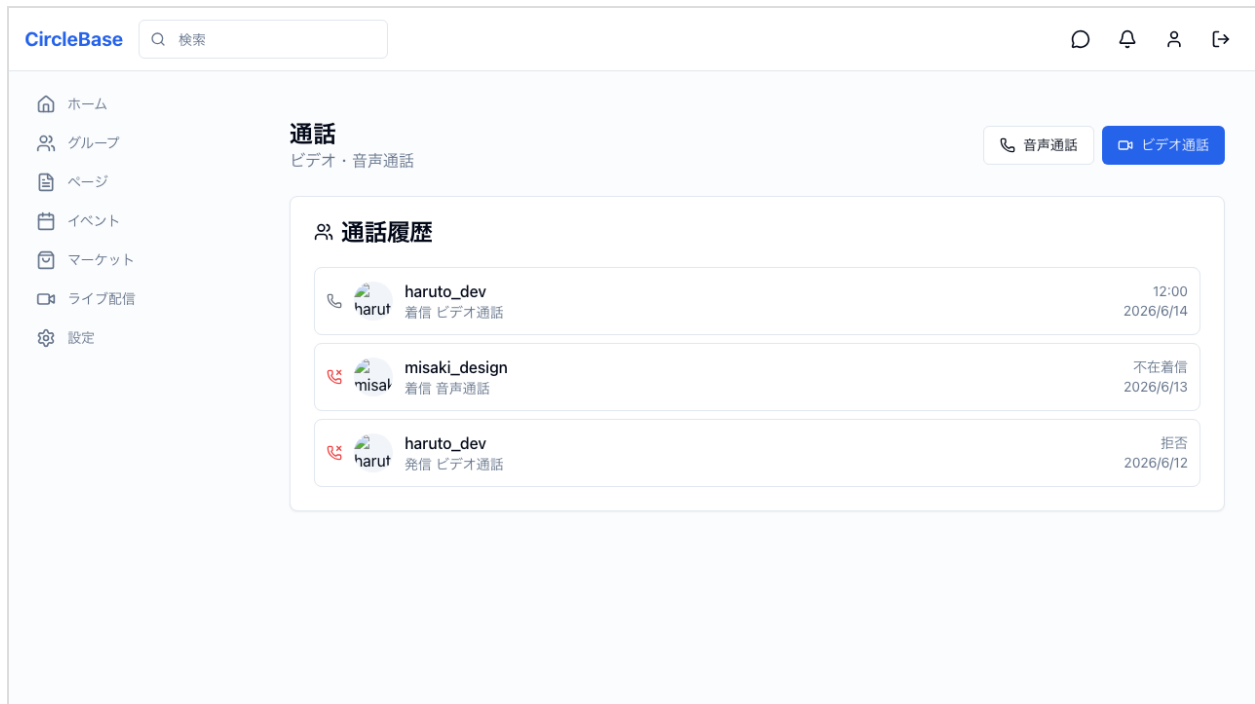 CircleBase
検索
ホーム
グループ
ページ
イベント
マーケット
ライブ配信
設定
通話
ビデオ・音声通話
音声通話
ビデオ通話
通話履歴
harut
haruto_dev
着信 ビデオ通話
12:00
2026/6/14
misak
misaki_design
着信 音声通話
不在着信
2026/6/13
harut
haruto_dev
発信 ビデオ通話
拒否
2026/6/12